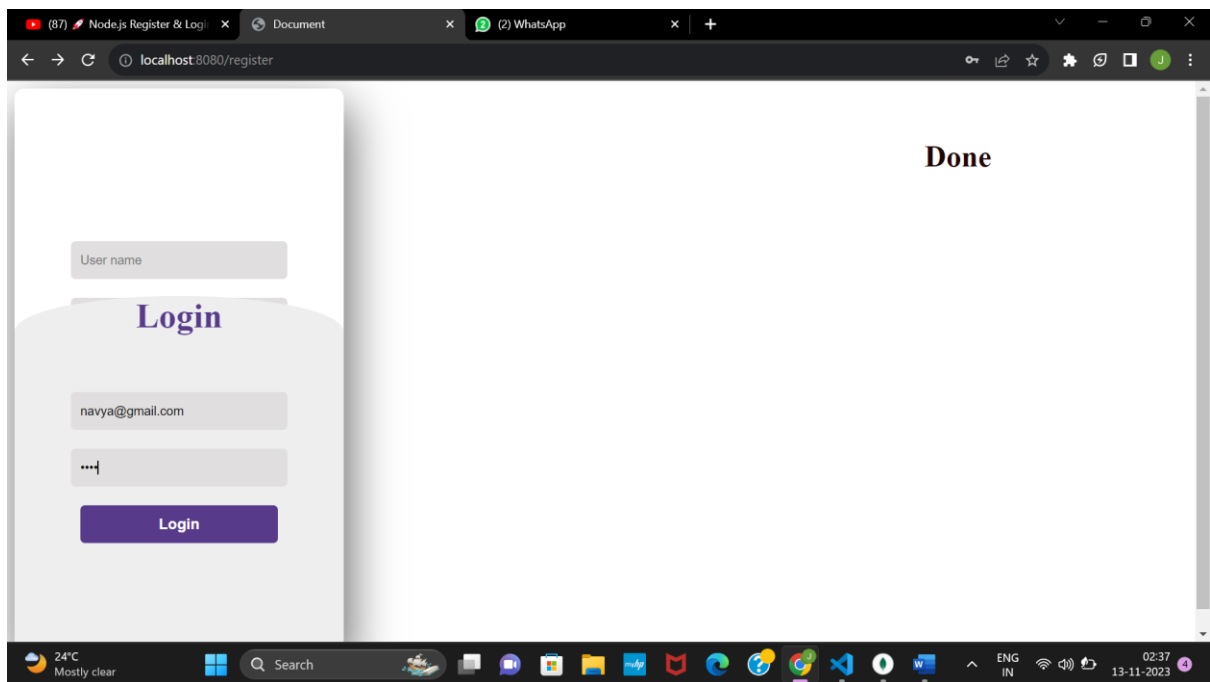 (87) 🚀 Node.js Register & Logi
Document
(2) WhatsApp
localhost:8080/register
J
Done
User name
Login
navya@gmail.com
••••
Login
24°C
Mostly clear
Search
ENG
IN
02:37
13-11-2023
4